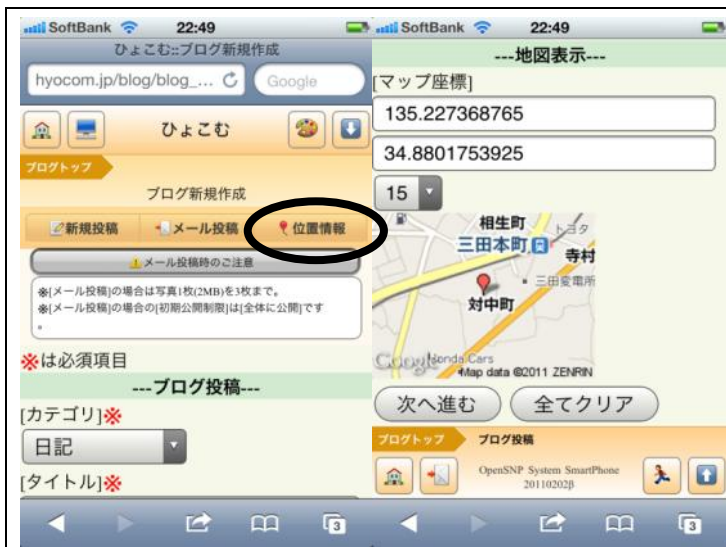 SoftBank 22:49
ひょこむ::ブログ新規作成
hyocom.jp/blog/blog_... Google
ひょこむ
ブログトップ
ブログ新規作成
新規投稿 メール投稿 位置情報
メール投稿時のご注意
※[メール投稿]の場合は写真1枚(2MB)を3枚まで。
※[メール投稿]の場合の[初期公開制限]は[全体に公開]です
。
※は必須項目
---ブログ投稿---
[カテゴリ]※
日記
[タイトル]※
3
SoftBank 22:49
---地図表示---
[マップ座標]
135.227368765
34.8801753925
15
相生町
トヨタ
三田本町
寺村
三田変電所
対中町
Google
Honda Cars
Map data ©2011 ZENRIN
次へ進む 全てクリア
ブログトップ ブログ投稿
OpenSNP System SmartPhone
20110202β
3